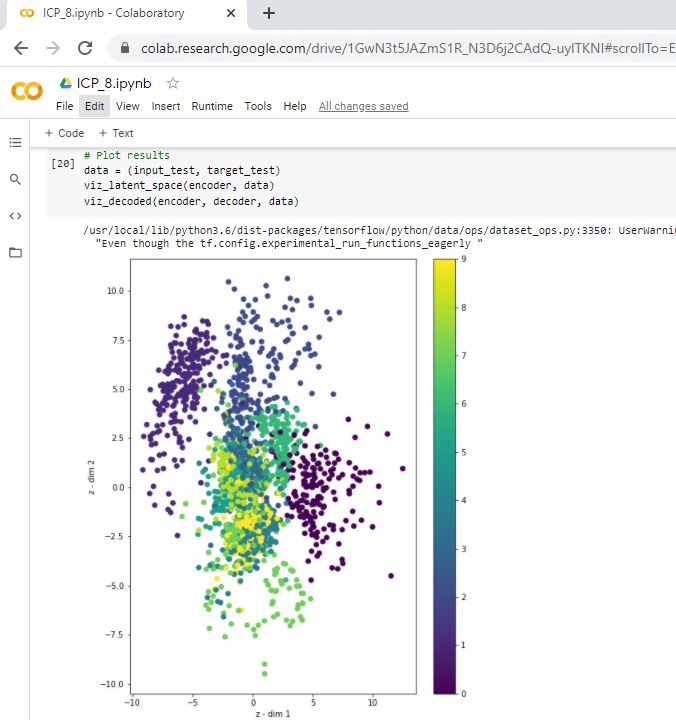 ICP_8.ipynb - Colaboratory
colab.research.google.com/drive/1GwN3t5JAZmS1R_N3D6j2CAdQ-uyITKNI#scrollTo=E
ICP_8.ipynb
File Edit View Insert Runtime Tools Help All changes saved
+ Code + Text
[20] # Plot results
data = (input_test, target_test)
viz_latent_space(encoder, data)
viz_decoded(encoder, decoder, data)
/usr/local/lib/python3.6/dist-packages/tensorflow/python/data/ops/dataset_ops.py:3350: UserWarnin
"Even though the tf.config.experimental_run_functions_eagerly "
10.0
7.5
5.0
2.5
0.0
−2.5
−5.0
−7.5
−10.0
z - dim 2
−10 −5 0 5 10
z - dim 1
9
8
7
6
5
4
3
2
1
0